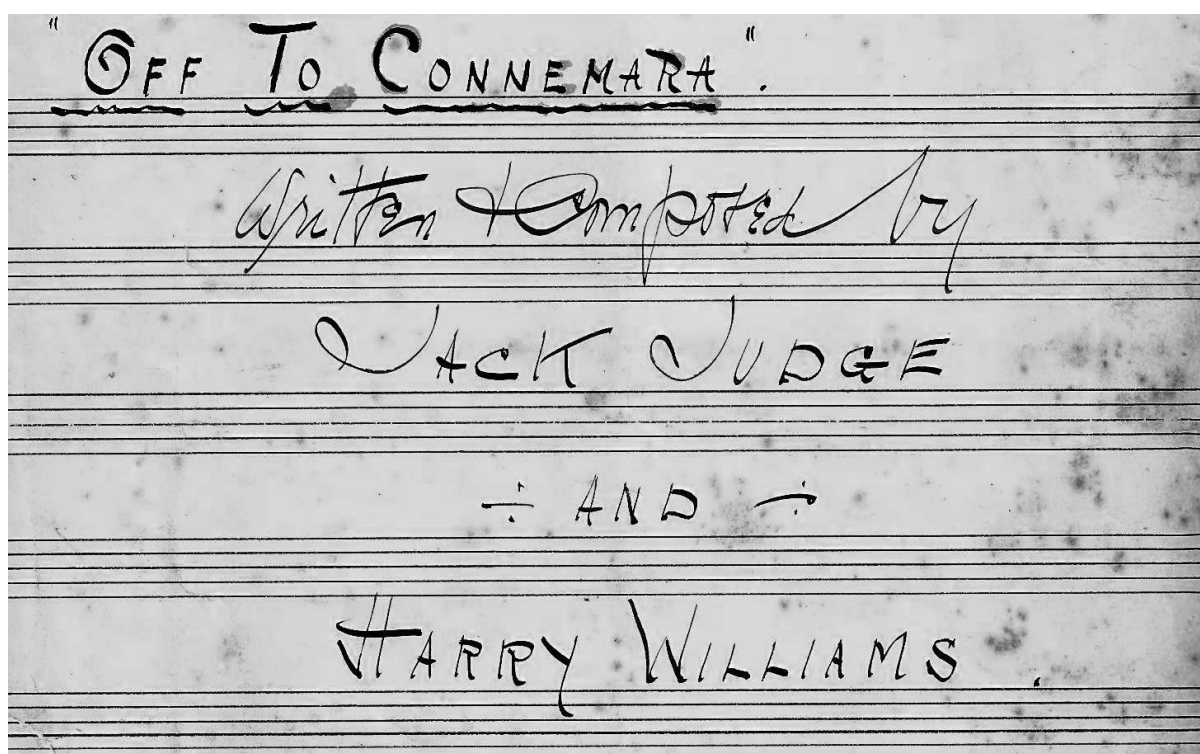 "OFF TO CONNEMARA".
Written & Composed by
JACK JUDGE
÷ AND ÷
HARRY WILLIAMS.